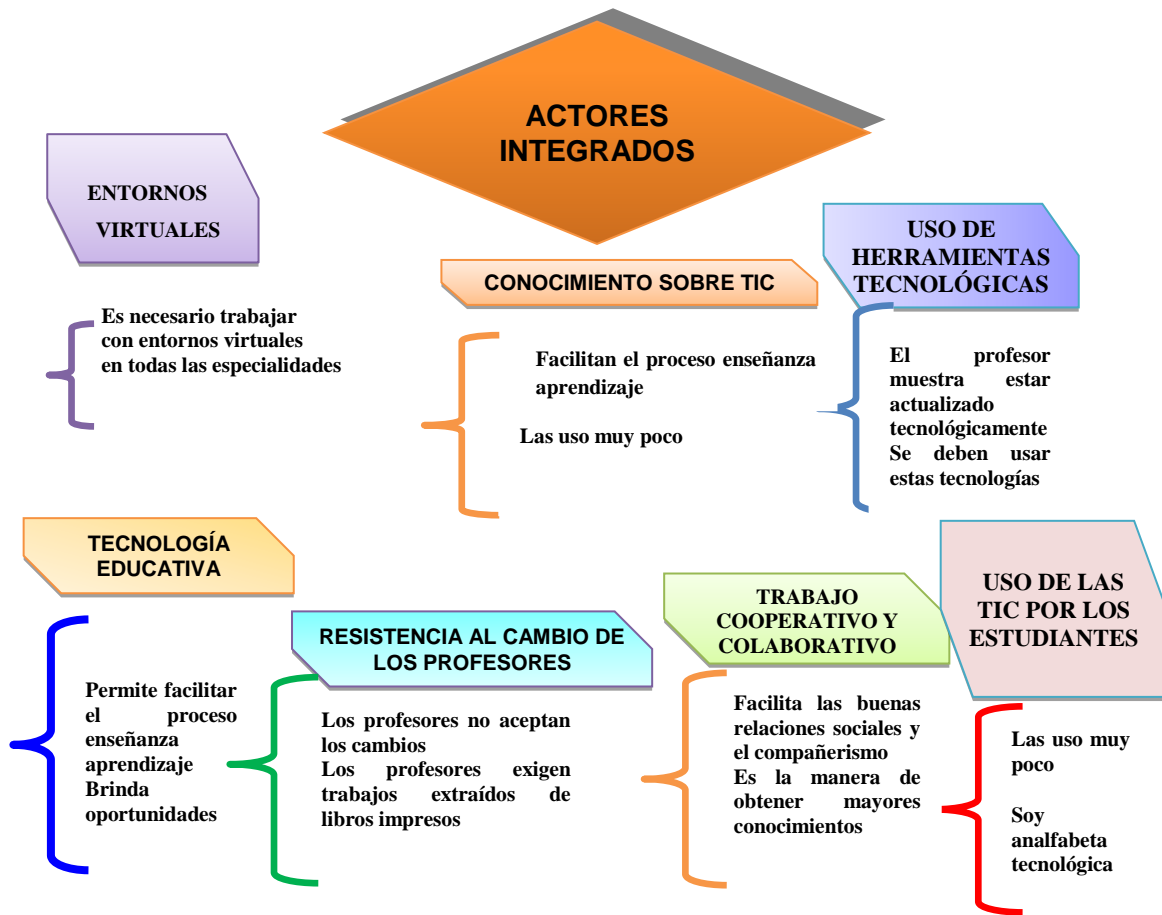 ACTORES
INTEGRADOS
ENTORNOS
VIRTUALES
Es necesario trabajar
con entornos virtuales
en todas las especialidades
CONOCIMIENTO SOBRE TIC
Facilitan el proceso enseñanza
aprendizaje
Las uso muy poco
USO DE
HERRAMIENTAS
TECNOLÓGICAS
El profesor
muestra estar
actualizado
tecnológicamente
Se deben usar
estas tecnologías
TECNOLOGÍA
EDUCATIVA
Permite facilitar
el proceso
enseñanza
aprendizaje
Brinda
oportunidades
RESISTENCIA AL CAMBIO DE
LOS PROFESORES
Los profesores no aceptan
los cambios
Los profesores exigen
trabajos extraídos de
libros impresos
TRABAJO
COOPERATIVO Y
COLABORATIVO
Facilita las buenas
relaciones sociales y
el compañerismo
Es la manera de
obtener mayores
conocimientos
USO DE LAS
TIC POR LOS
ESTUDIANTES
Las uso muy
poco
Soy
analfabeta
tecnológica